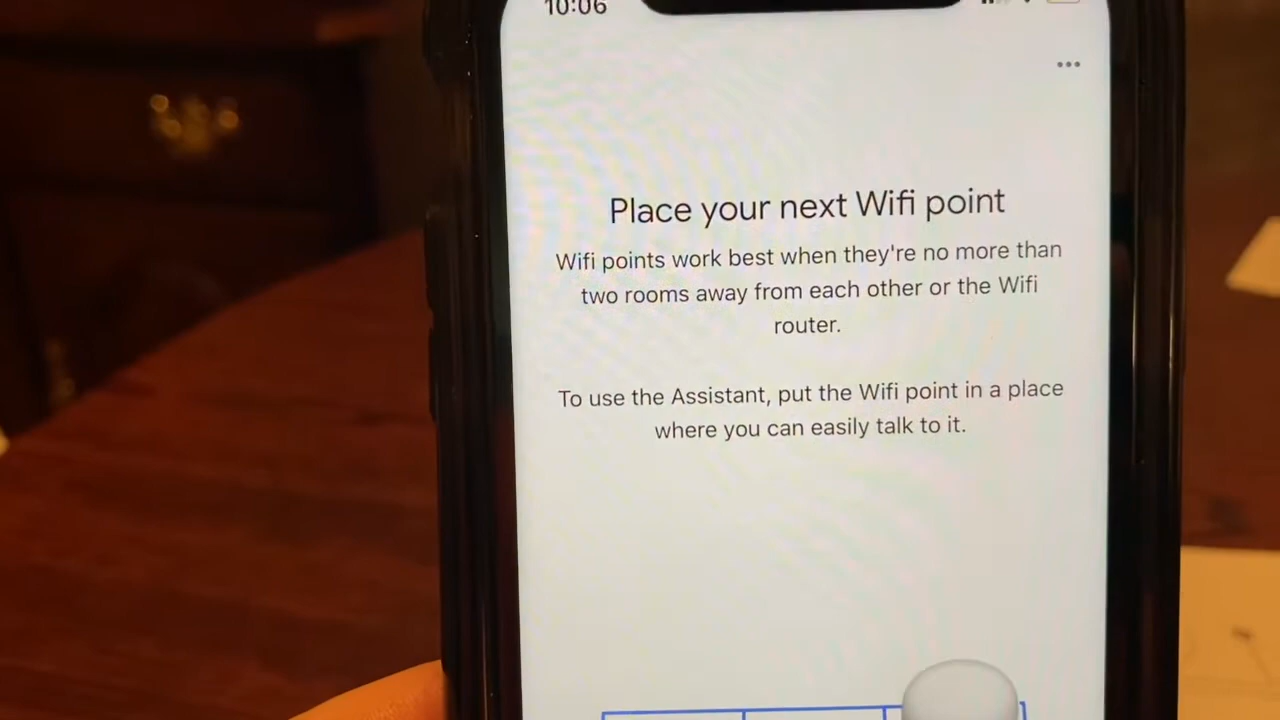 10:06
Place your next Wifi point
Wifi points work best when they're no more than
two rooms away from each other or the Wifi
router.
To use the Assistant, put the Wifi point in a place
where you can easily talk to it.